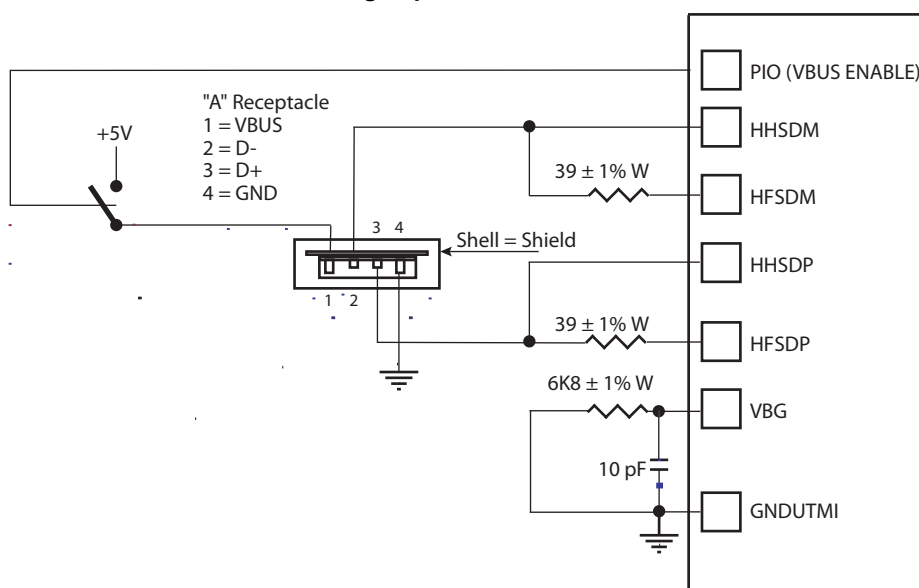 PIO (VBUS ENABLE)
"A" Receptacle
1 = VBUS
2 = D-
3 = D+
4 = GND
+5V
HHSDM
39 ± 1% W
HFSDM
3 4
Shell = Shield
HHSDP
1 2
39 ± 1% W
HFSDP
6K8 ± 1% W
VBG
10 pF
GNDUTMI